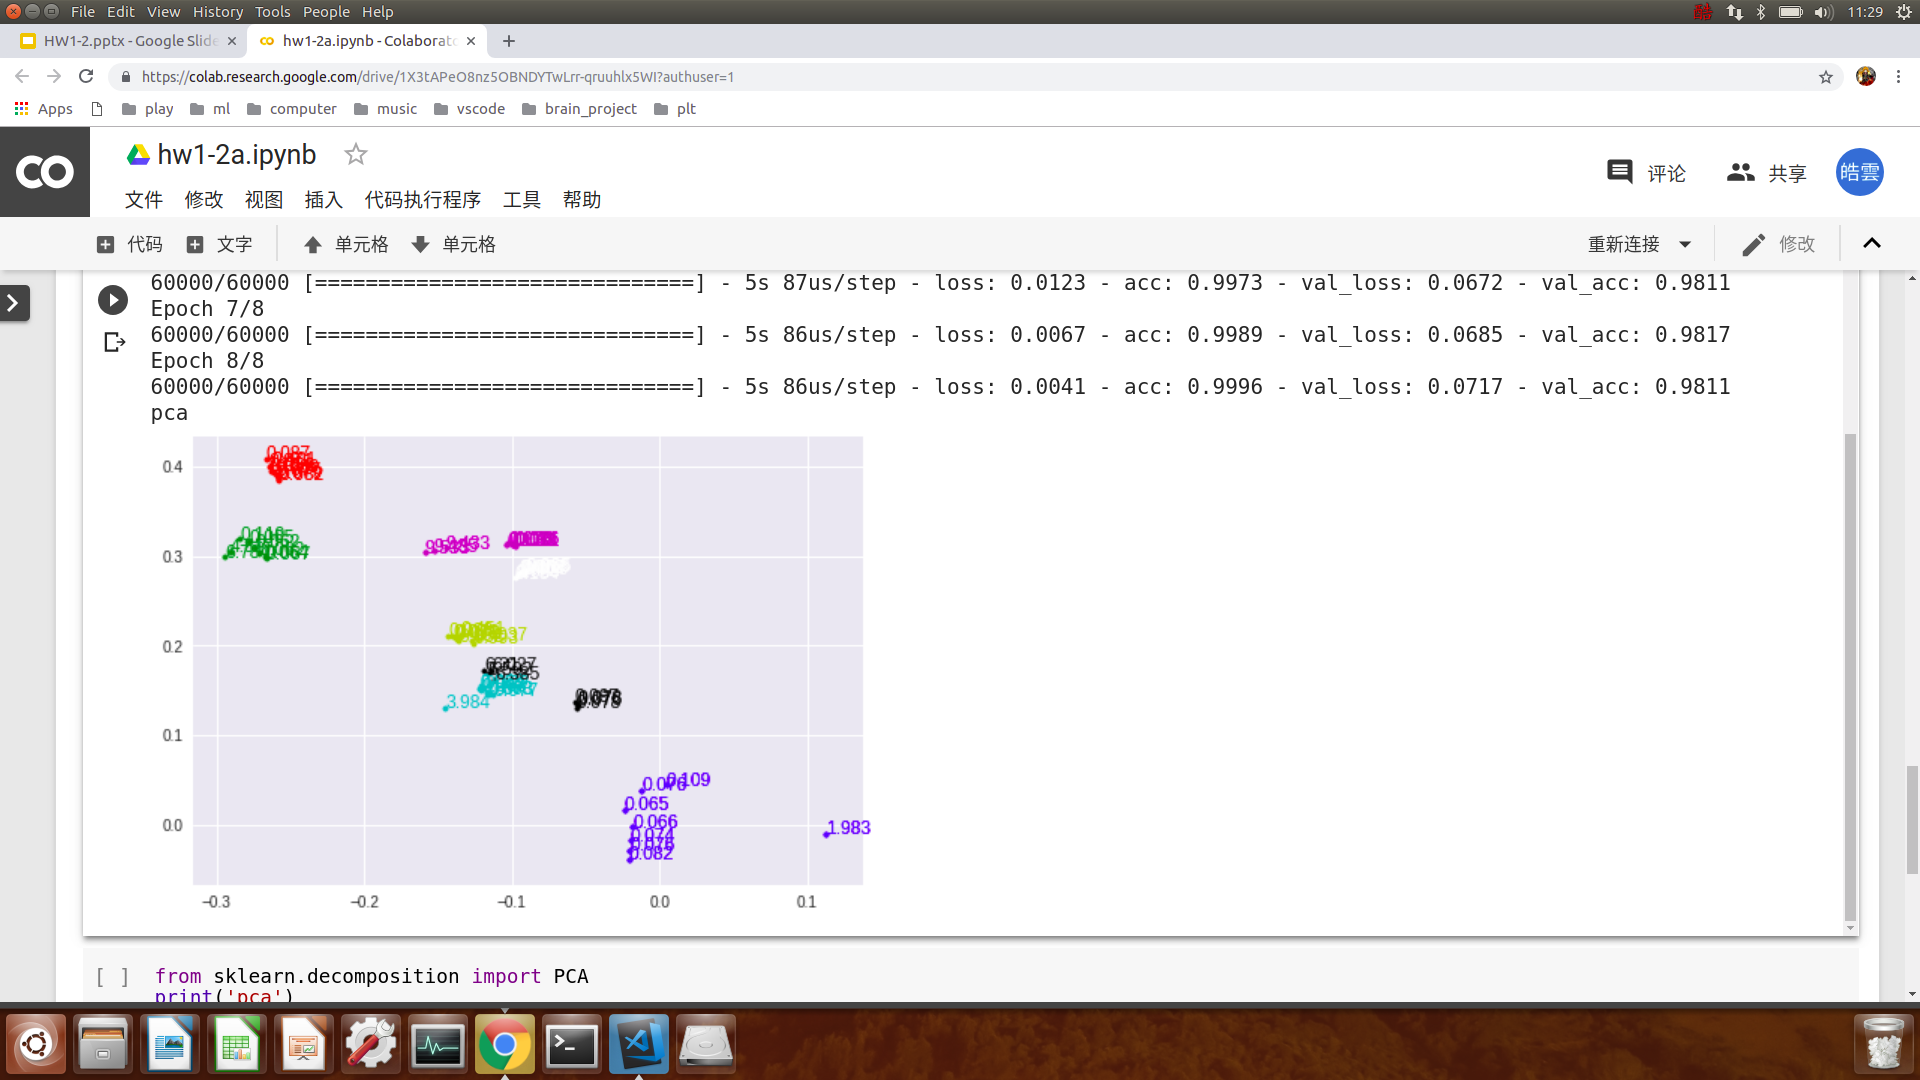 File Edit View History Tools People Help
酷 11:29
HW1-2.pptx - Google Slide
hw1-2a.ipynb - Colaborato
https://colab.research.google.com/drive/1X3tAPeO8nz5OBNDYTwLrr-qruuhlx5WI?authuser=1
Apps play ml computer music vscode brain_project plt
hw1-2a.ipynb
评论 共享 皓雲
文件 修改 视图 插入 代码执行程序 工具 帮助
代码 文字 单元格 单元格 重新连接 修改
60000/60000 [==============================] - 5s 87us/step - loss: 0.0123 - acc: 0.9973 - val_loss: 0.0672 - val_acc: 0.9811
Epoch 7/8
60000/60000 [==============================] - 5s 86us/step - loss: 0.0067 - acc: 0.9989 - val_loss: 0.0685 - val_acc: 0.9817
Epoch 8/8
60000/60000 [==============================] - 5s 86us/step - loss: 0.0041 - acc: 0.9996 - val_loss: 0.0717 - val_acc: 0.9811
pca
0.4
0.087
0.3
0.2
3.984
0.1
0.076 0.109
0.065
0.066
0.0
1.983
0.074
0.076
0.082
−0.3 −0.2 −0.1 0.0 0.1
[ ] from sklearn.decomposition import PCA
print('pca')